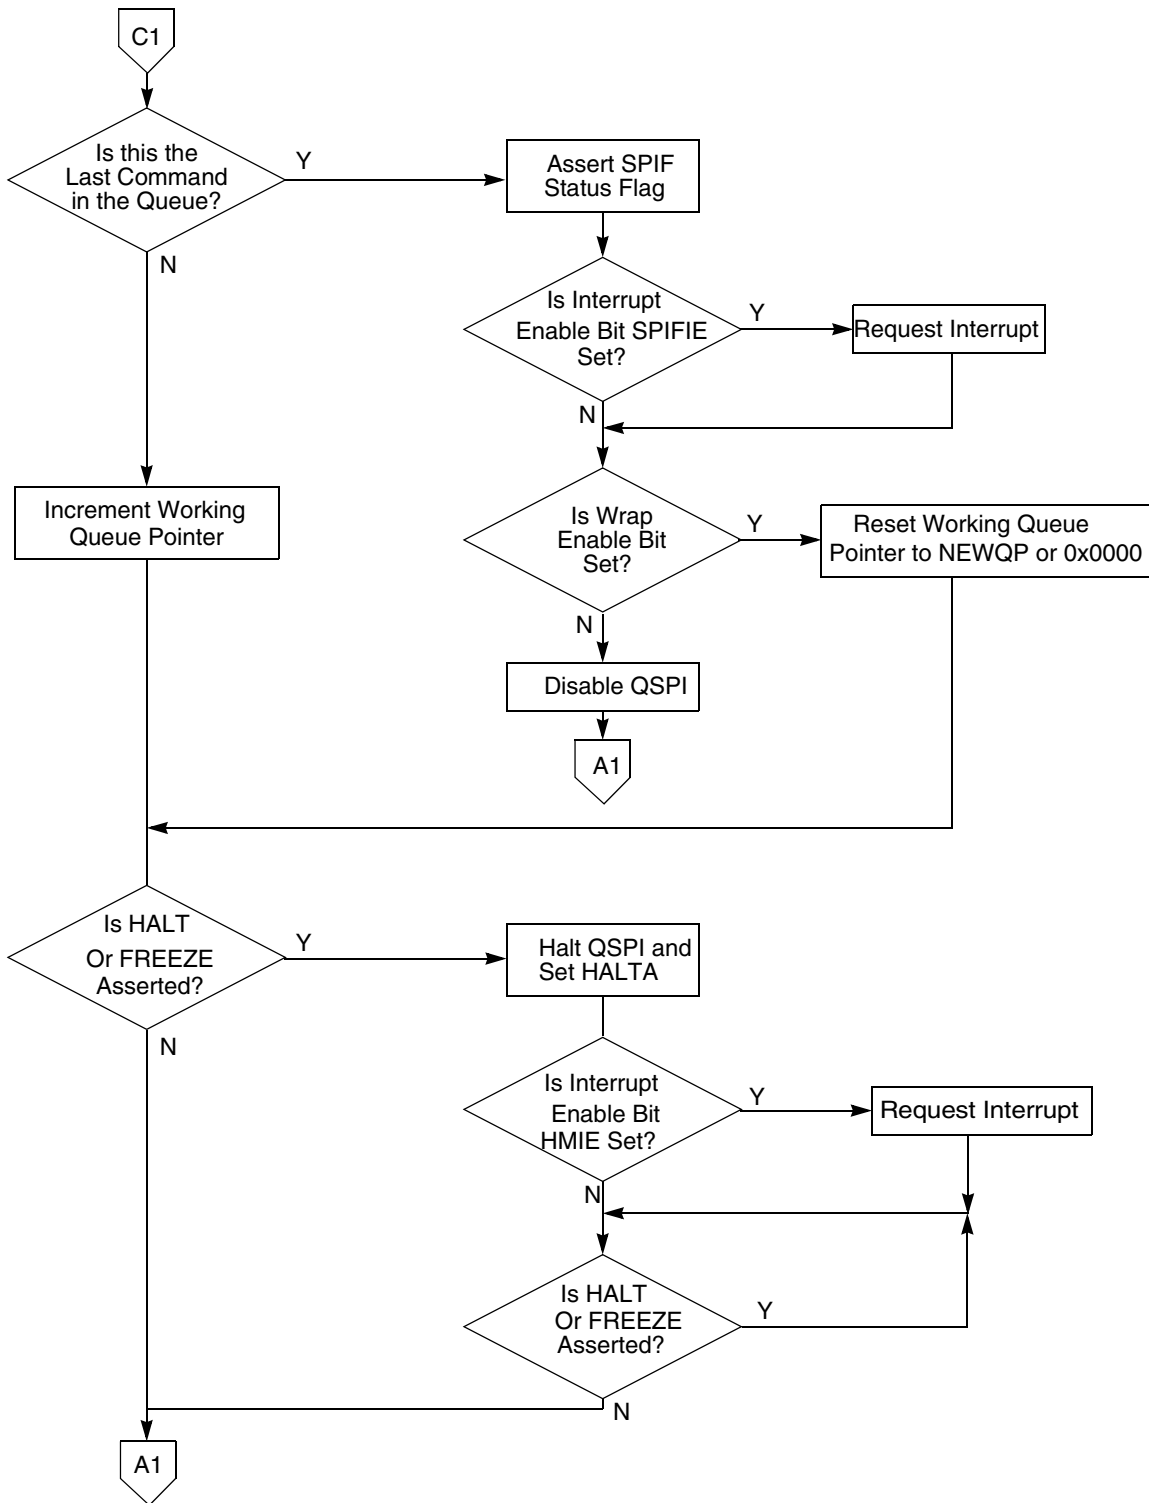 C1
Is this the
Last Command
in the Queue?
Y
N
Assert SPIF
Status Flag
Is Interrupt
Enable Bit SPIFIE
Set?
Y
Request Interrupt
N
Increment Working
Queue Pointer
Is Wrap
Enable Bit
Set?
Y
Reset Working Queue
Pointer to NEWQP or 0x0000
N
Disable QSPI
A1
Is HALT
Or FREEZE
Asserted?
Y
N
Halt QSPI and
Set HALTA
Is Interrupt
Enable Bit
HMIE Set?
Y
Request Interrupt
N
Is HALT
Or FREEZE
Asserted?
Y
N
A1